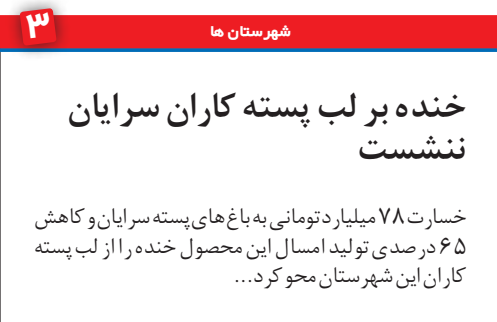 ۳
شهرستان ها
خنده بر لب پسته کاران سرایان
ننشست
خسارت ۷۸ میلیارد تومانی به باغ های پسته سرایان و کاهش
۶۵ درصدی تولید امسال این محصول خنده را از لب پسته
کاران این شهرستان محو کرد...